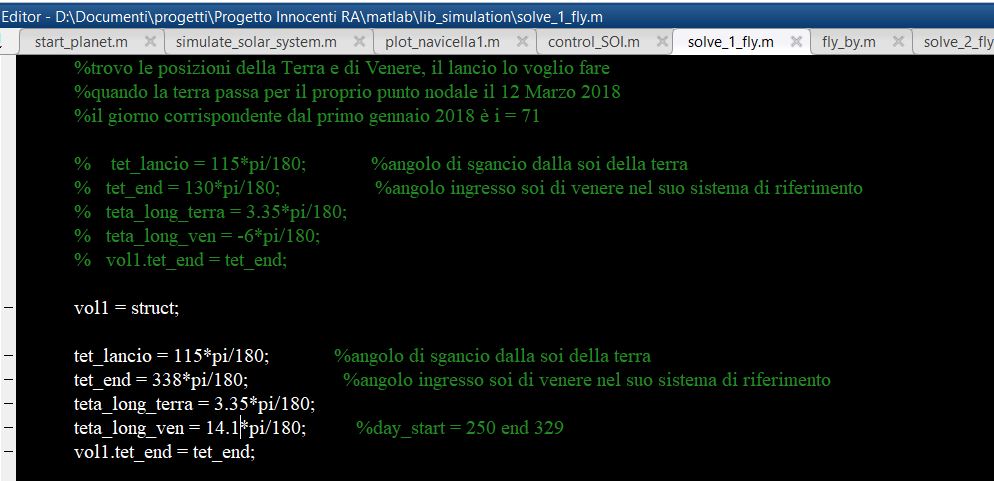 Editor - D:\Documenti\progetti\Progetto Innocenti RA\matlab\lib_simulation\solve_1_fly.m
start_planet.m simulate_solar_system.m plot_navicella1.m control_SOI.m solve_1_fly.m fly_by.m solve_2_fly
%trovo le posizioni della Terra e di Venere, il lancio lo voglio fare
%quando la terra passa per il proprio punto nodale il 12 Marzo 2018
%il giorno corrispondente dal primo gennaio 2018 è i = 71
% tet_lancio = 115*pi/180; %angolo di sgancio dalla soi della terra
% tet_end = 130*pi/180; %angolo ingresso soi di venere nel suo sistema di riferimento
% teta_long_terra = 3.35*pi/180;
% teta_long_ven = -6*pi/180;
% vol1.tet_end = tet_end;
vol1 = struct;
tet_lancio = 115*pi/180; %angolo di sgancio dalla soi della terra
tet_end = 338*pi/180; %angolo ingresso soi di venere nel suo sistema di riferimento
teta_long_terra = 3.35*pi/180;
teta_long_ven = 14.1*pi/180; %day_start = 250 end 329
vol1.tet_end = tet_end;